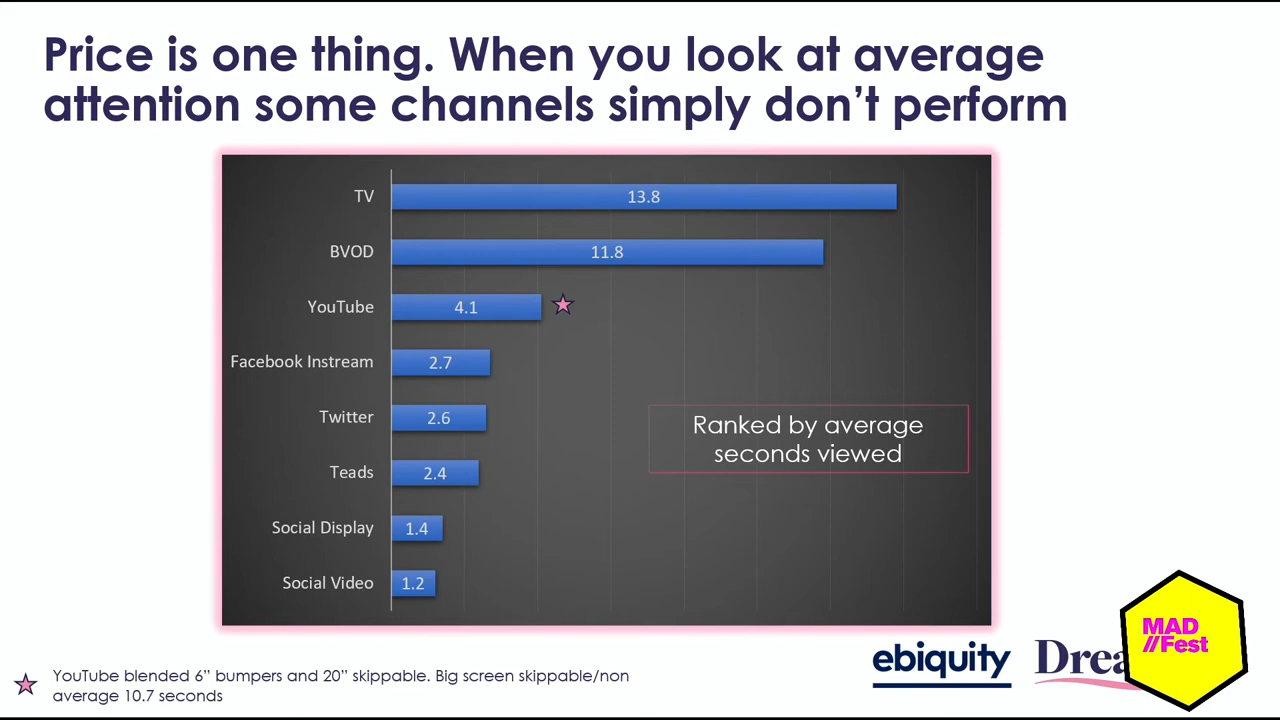 Price is one thing. When you look at average
attention some channels simply don’t perform
TV
13.8
BVOD
11.8
YouTube
4.1
Facebook Instream
2.7
Twitter
2.6
Teads
2.4
Social Display
1.4
Social Video
1.2
Ranked by average
seconds viewed
YouTube blended 6” bumpers and 20” skippable. Big screen skippable/non
average 10.7 seconds
ebiquity
MAD
//Fest